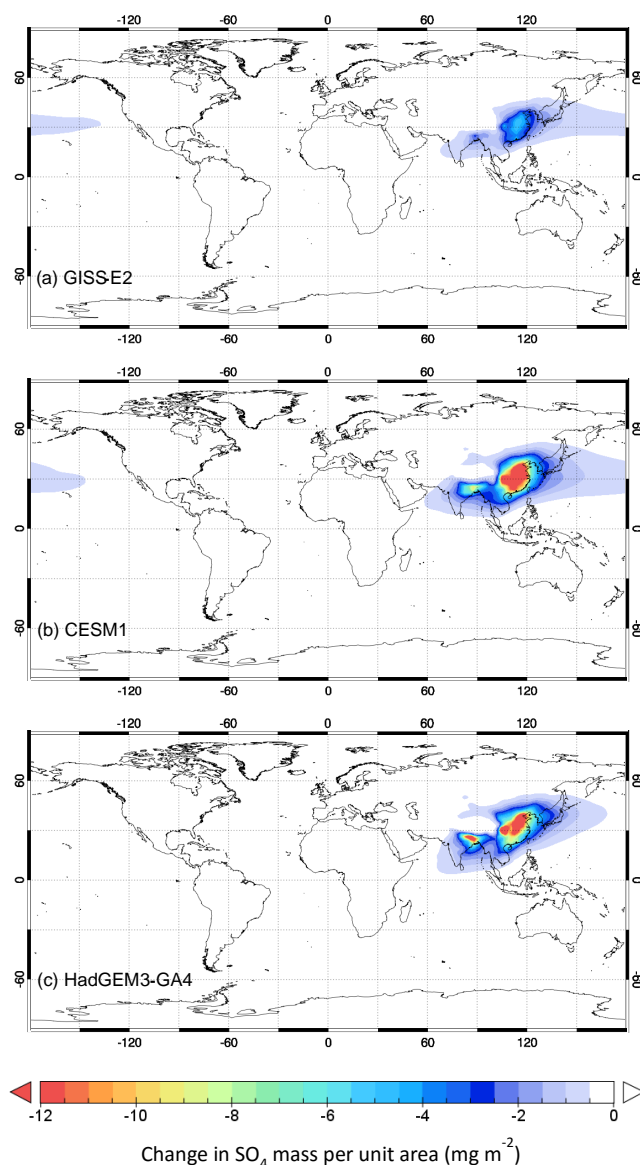 -120 -60 0 60 120
60 60
0 0
-60 -60
(a) GISS-E2
-120 -60 0 60 120
-120 -60 0 60 120
60 60
0 0
-60 -60
(b) CESM1
-120 -60 0 60 120
-120 -60 0 60 120
60 60
0 0
-60 -60
(c) HadGEM3-GA4
-120 -60 0 60 120
-12 -10 -8 -6 -4 -2 0
Change in SO₄ mass per unit area (mg m⁻²)